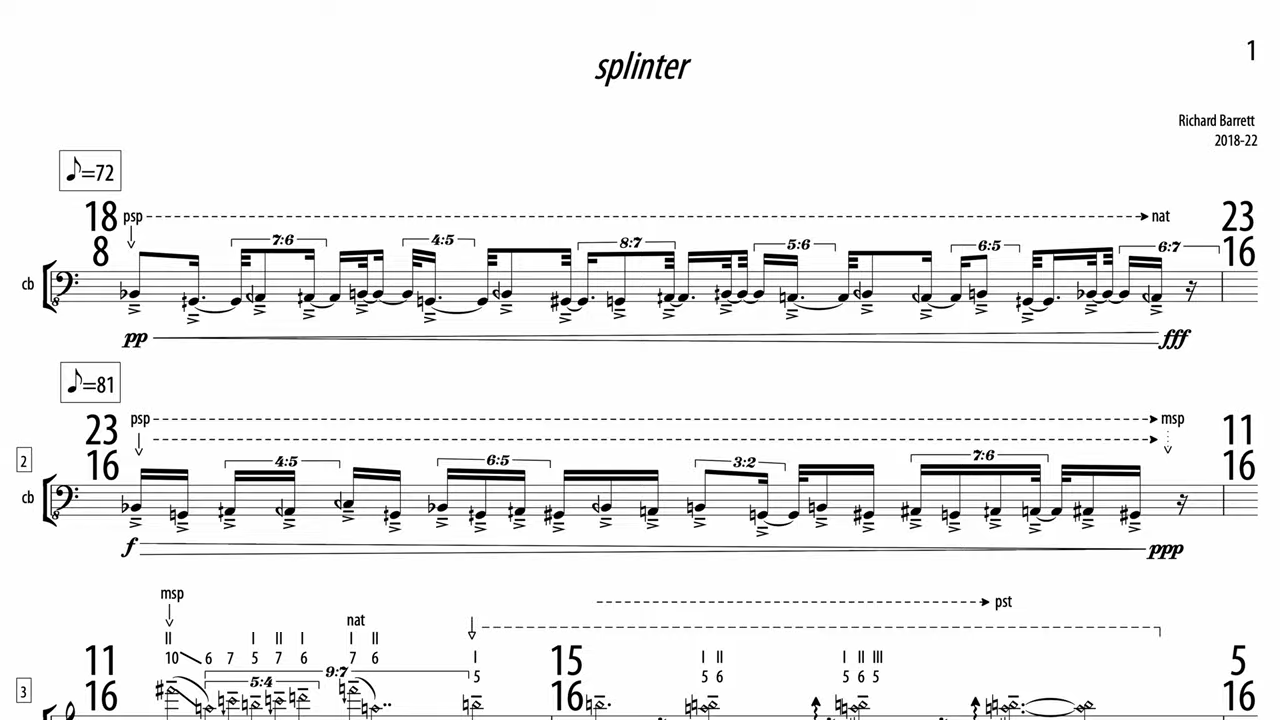 1
splinter
Richard Barrett
2018-22
♪=72
18 psp nat 23
8 7:6 4:5 8:7 5:6 6:5 6:7 16
cb
pp fff
♪=81
23 psp msp 11
16 4:5 6:5 3:2 7:6 16
2
cb
f ppp
msp pst
II nat
I II I I II
10 6 7 5 7 6 7 6
11 9:7 I 15 I II I II III 5
16 5:4 5 16 5 6 5 6 5 16
3